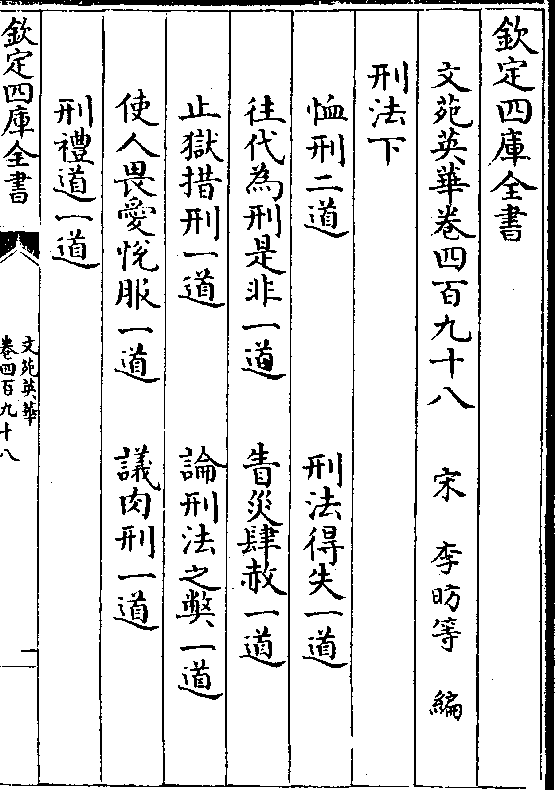 欽定四庫全書
文苑英華卷四百九十八 宋 李昉等 編
刑法下
恤刑二道 刑法得失一道
往代為刑是非一道 眚災肆赦一道
止獄措刑一道 論刑法之弊一道
使人畏愛恱服一道 議肉刑一道
刑禮道一道
欽定四庫全書
文苑英華
卷四百九十八
一